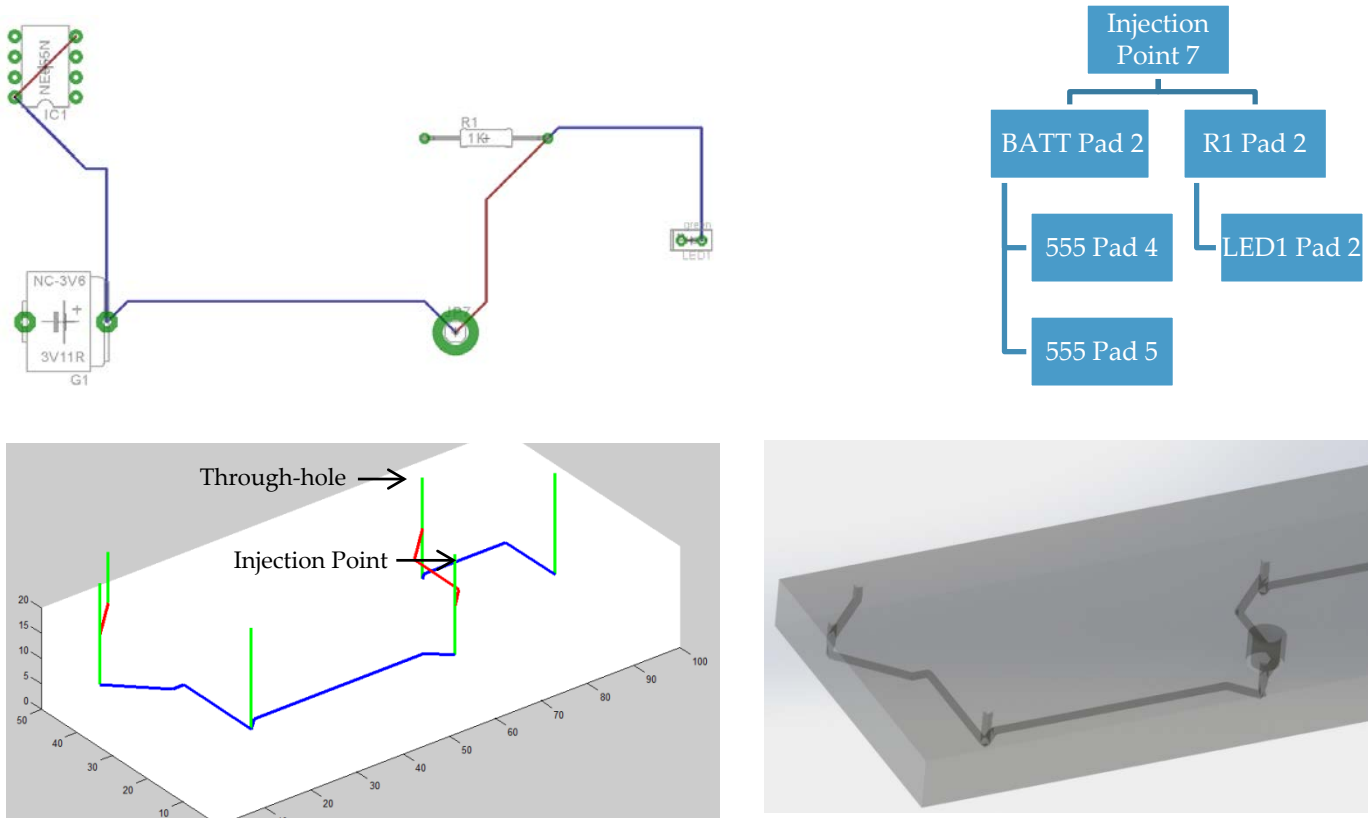 NE555N
IC1
R1
1K+
green
LED1
NC-3V6
+
3V11R
G1
JP7
Injection
Point 7
BATT Pad 2
R1 Pad 2
555 Pad 4
LED1 Pad 2
555 Pad 5
Through-hole
Injection Point
20
15
10
5
0
50
40
30
20
10
20
30
40
50
60
70
80
90
100